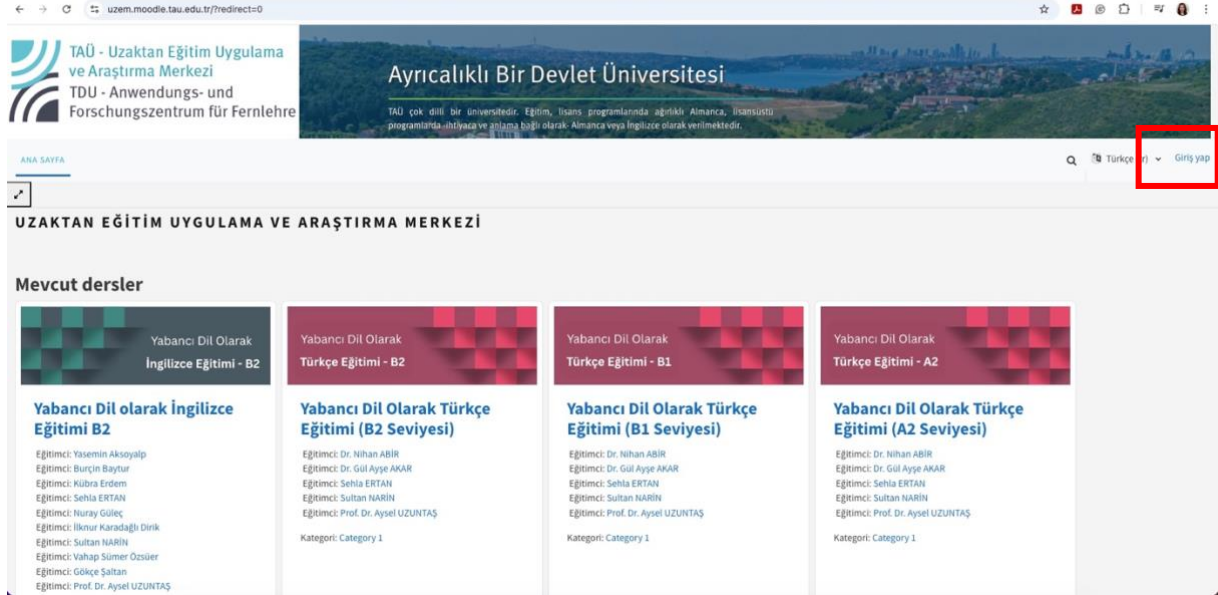 uzem.moodle.tau.edu.tr/?redirect=0
TAÜ - Uzaktan Eğitim Uygulama
ve Araştırma Merkezi
TDU - Anwendungs- und
Forschungszentrum für Fernlehre
Ayrıcalıklı Bir Devlet Üniversitesi
TAÜ çok dilli bir üniversitedir. Eğitim, lisans programlarında ağırlıklı Almanca, lisansüstü
programlarda -ihtiyaca ve anlama bağlı olarak- Almanca veya İngilizce olarak verilmektedir.
ANA SAYFA
Türkçe r) Giriş yap
UZAKTAN EĞİTİM UYGULAMA VE ARAŞTIRMA MERKEZİ
Mevcut dersler
Yabancı Dil Olarak
İngilizce Eğitimi - B2
Yabancı Dil olarak İngilizce
Eğitimi B2
Eğitimci: Yasemin Aksoyalp
Eğitimci: Burçin Baytur
Eğitimci: Kübra Erdem
Eğitimci: Sehla ERTAN
Eğitimci: Nuray Güleç
Eğitimci: İlknur Karadağlı Dirik
Eğitimci: Sultan NARİN
Eğitimci: Vahap Sümer Özsüer
Eğitimci: Gökçe Şaltan
Eğitimci: Prof. Dr. Aysel UZUNTAŞ
Yabancı Dil Olarak
Türkçe Eğitimi - B2
Yabancı Dil Olarak Türkçe
Eğitimi (B2 Seviyesi)
Eğitimci: Dr. Nihan ABİR
Eğitimci: Dr. Gül Ayşe AKAR
Eğitimci: Sehla ERTAN
Eğitimci: Sultan NARİN
Eğitimci: Prof. Dr. Aysel UZUNTAŞ
Kategori: Category 1
Yabancı Dil Olarak
Türkçe Eğitimi - B1
Yabancı Dil Olarak Türkçe
Eğitimi (B1 Seviyesi)
Eğitimci: Dr. Nihan ABİR
Eğitimci: Dr. Gül Ayşe AKAR
Eğitimci: Sehla ERTAN
Eğitimci: Sultan NARİN
Eğitimci: Prof. Dr. Aysel UZUNTAŞ
Kategori: Category 1
Yabancı Dil Olarak
Türkçe Eğitimi - A2
Yabancı Dil Olarak Türkçe
Eğitimi (A2 Seviyesi)
Eğitimci: Dr. Nihan ABİR
Eğitimci: Dr. Gül Ayşe AKAR
Eğitimci: Sehla ERTAN
Eğitimci: Sultan NARİN
Eğitimci: Prof. Dr. Aysel UZUNTAŞ
Kategori: Category 1